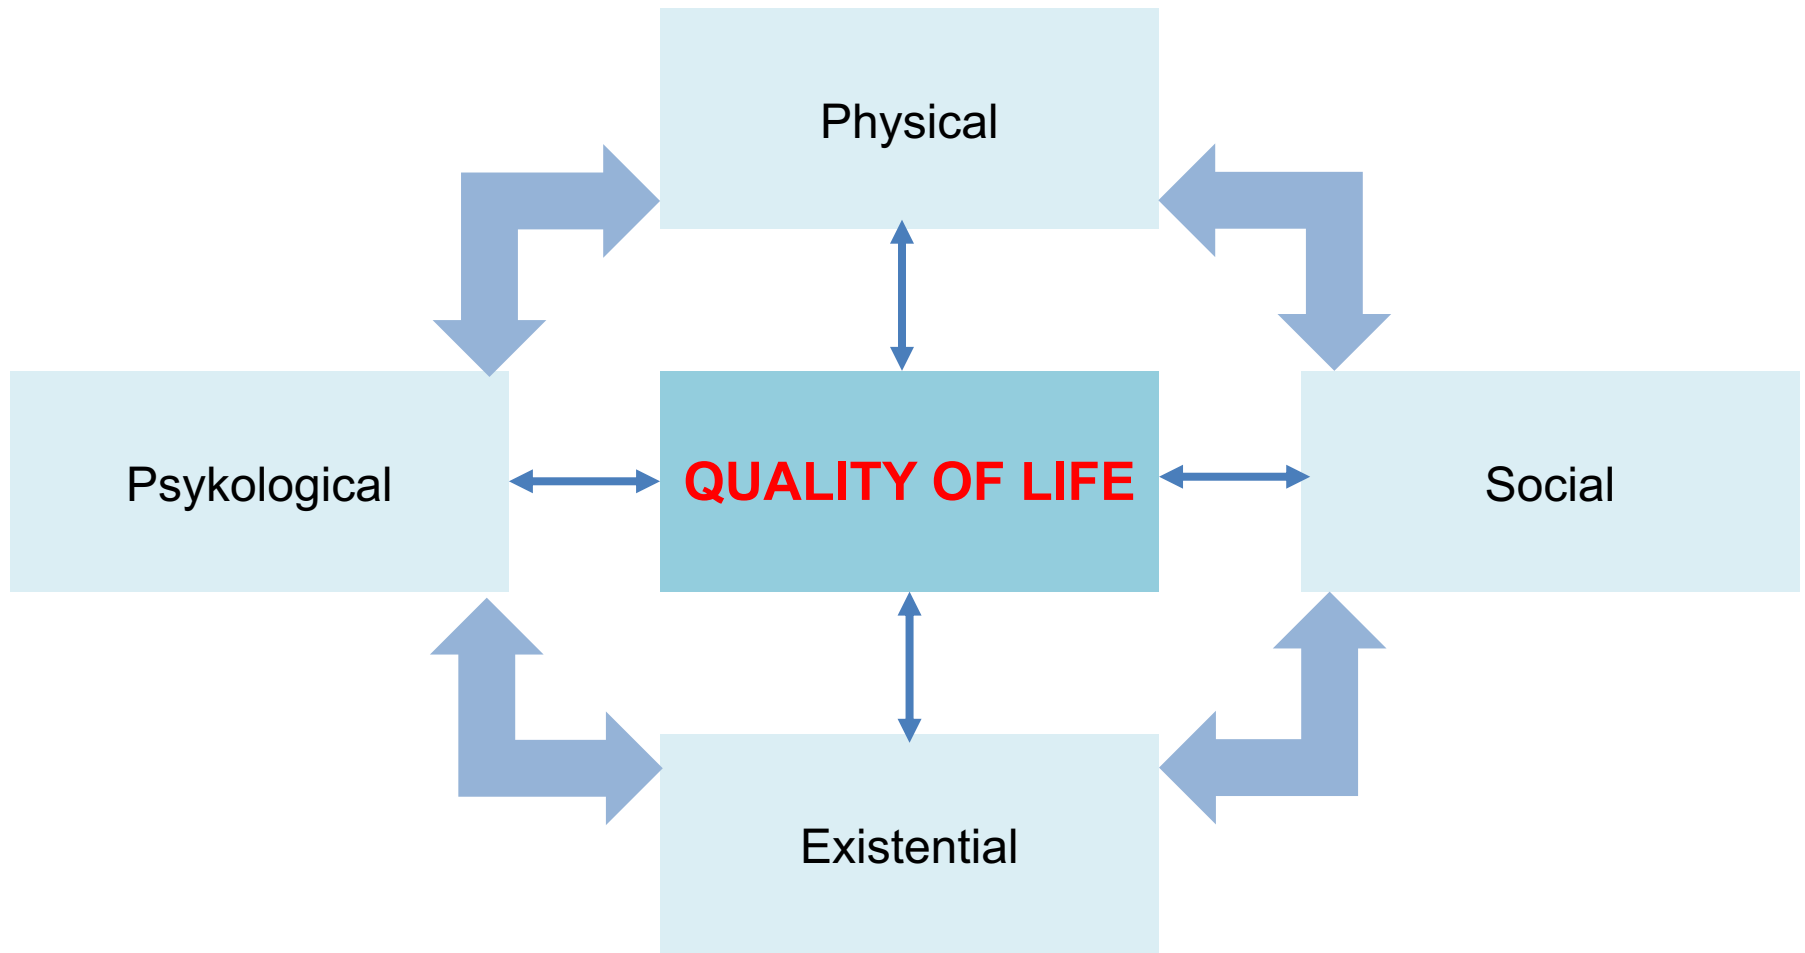 Physical
Psykological
QUALITY OF LIFE
Social
Existential